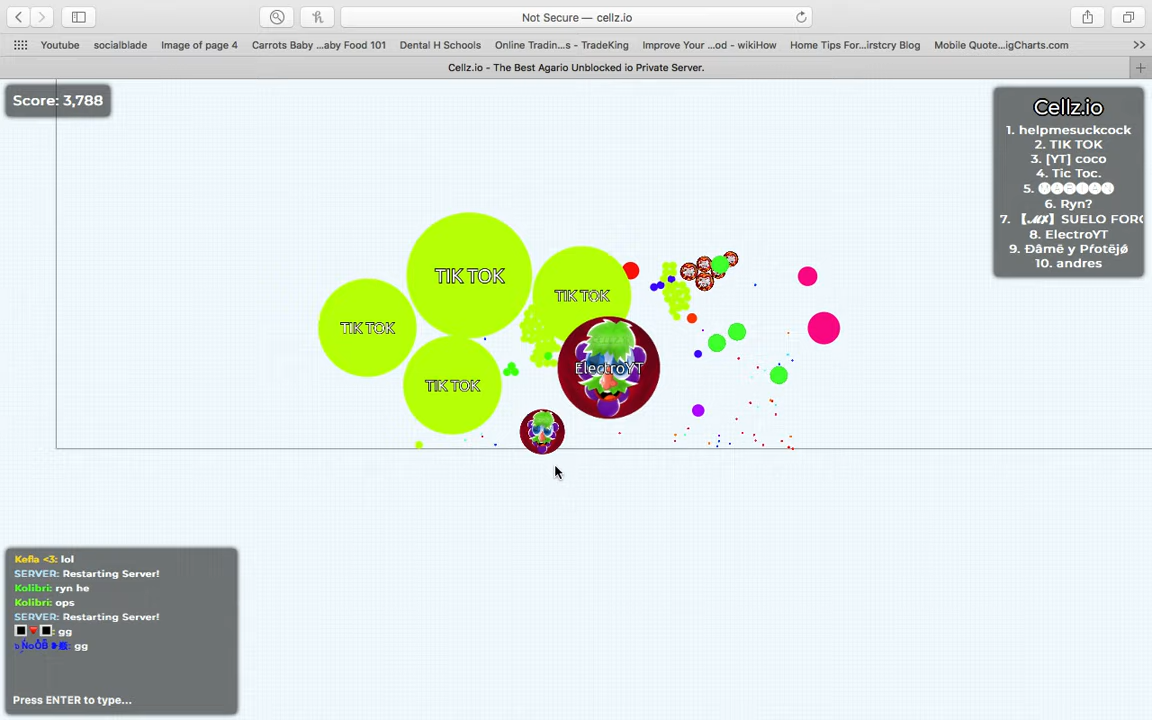 Not Secure — cellz.io
Youtube socialblade Image of page 4 Carrots Baby ...aby Food 101 Dental H Schools Online Tradin...s - TradeKing Improve Your ...od - wikiHow Home Tips For...irstcry Blog Mobile Quote...igCharts.com >>
Cellz.io - The Best Agario Unblocked io Private Server.
Score: 3,788
Cellz.io
1. helpmesuckcock
2. TIK TOK
3. [YT] coco
4. Tic Toc.
5.
6. Ryn?
7. 【𝓜𝔁】 SUELO FOR
8. ElectroYT
9. Đâmē y Pŕotējǿ
10. andres
TIK TOK
TIK TOK
TIK TOK
ElectroYT
TIK TOK
Kefla <3: lol
SERVER: Restarting Server!
Kolibri: ryn he
Kolibri: ops
SERVER: Restarting Server!
: gg
gg
Press ENTER to type...